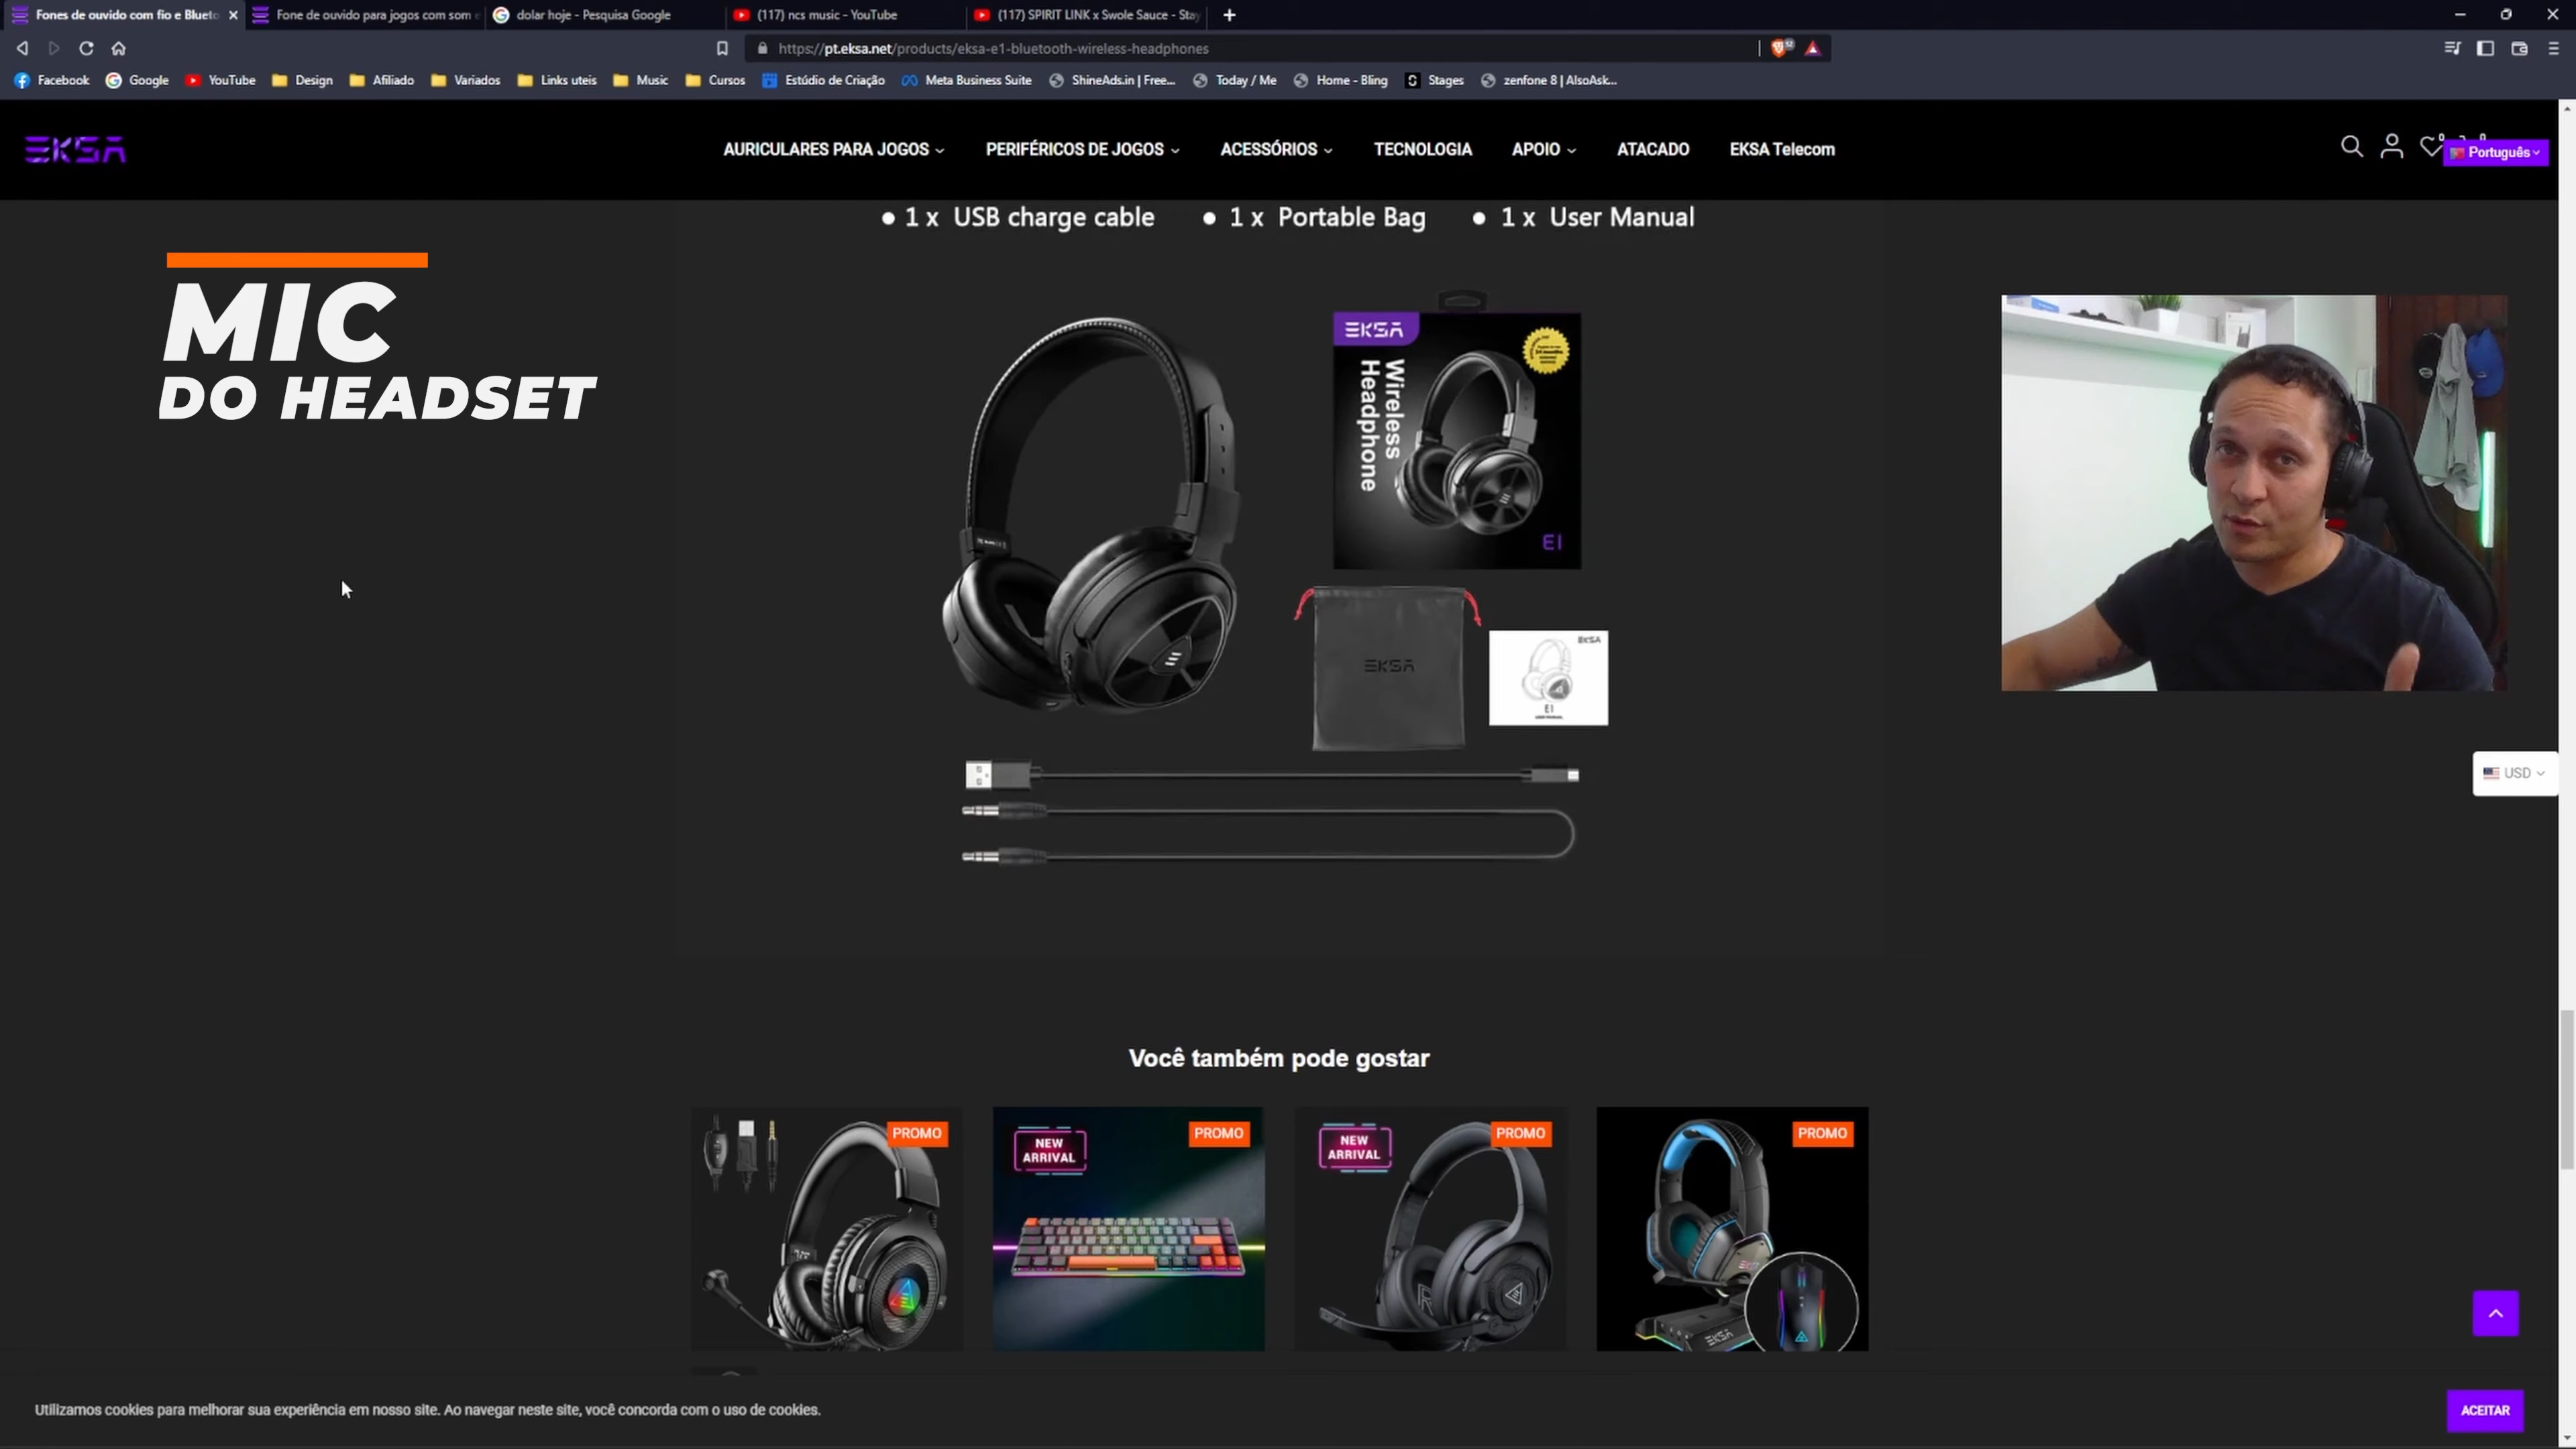 Fones de ouvido com fio e Blueto
Fone de ouvido para jogos com som e
dolar hoje - Pesquisa Google
(117) ncs music - YouTube
(117) SPIRIT LINK x Swole Sauce - Stay
https://pt.eksa.net/products/eksa-e1-bluetooth-wireless-headphones
Facebook
Google
YouTube
Design
Afiliado
Variados
Links uteis
Music
Cursos
Estúdio de Criação
Meta Business Suite
ShineAds.in | Free...
Today / Me
Home - Bling
Stages
zenfone 8 | AlsoAsk...
EKSA
AURICULARES PARA JOGOS
PERIFÉRICOS DE JOGOS
ACESSÓRIOS
TECNOLOGIA
APOIO
ATACADO
EKSA Telecom
Português
● 1 x USB charge cable
● 1 x Portable Bag
● 1 x User Manual
MIC
DO HEADSET
EKSA
Wireless
Headphone
E1
EKSA
EKSA
E1
USER MANUAL
USD
Você também pode gostar
PROMO
NEW
ARRIVAL
PROMO
NEW
ARRIVAL
PROMO
PROMO
EKSA
Utilizamos cookies para melhorar sua experiência em nosso site. Ao navegar neste site, você concorda com o uso de cookies.
ACEITAR